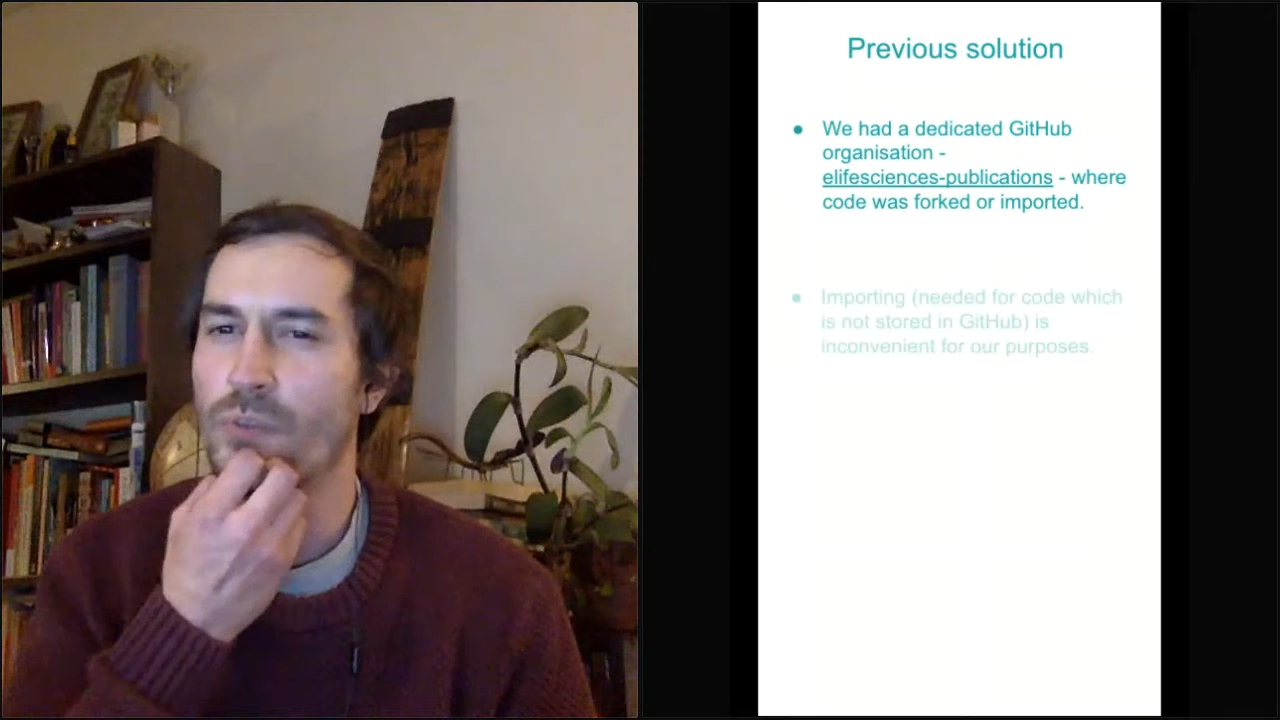 Previous solution
● We had a dedicated GitHub
organisation -
elifesciences-publications - where
code was forked or imported.
● Importing (needed for code which
is not stored in GitHub) is
inconvenient for our purposes.